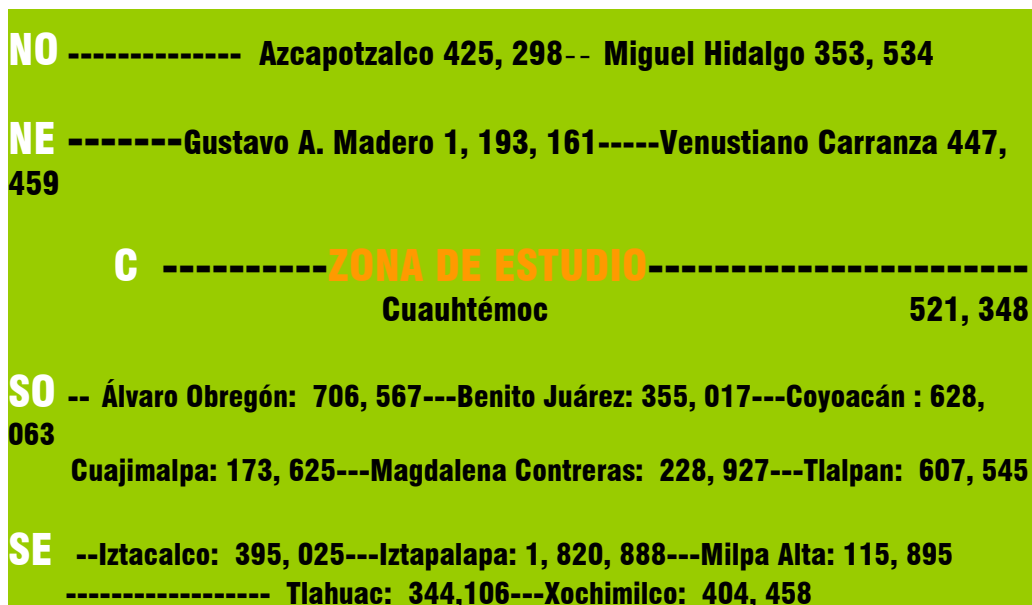 NO -------------- Azcapotzalco 425, 298-- Miguel Hidalgo 353, 534
NE -------Gustavo A. Madero 1, 193, 161-----Venustiano Carranza 447,
459
C ----------ZONA DE ESTUDIO-----------------------
Cuauhtémoc 521, 348
SO -- Álvaro Obregón: 706, 567---Benito Juárez: 355, 017---Coyoacán : 628,
063
Cuajimalpa: 173, 625---Magdalena Contreras: 228, 927---Tlalpan: 607, 545
SE --Iztacalco: 395, 025---Iztapalapa: 1, 820, 888---Milpa Alta: 115, 895
----------------- Tlahuac: 344,106---Xochimilco: 404, 458